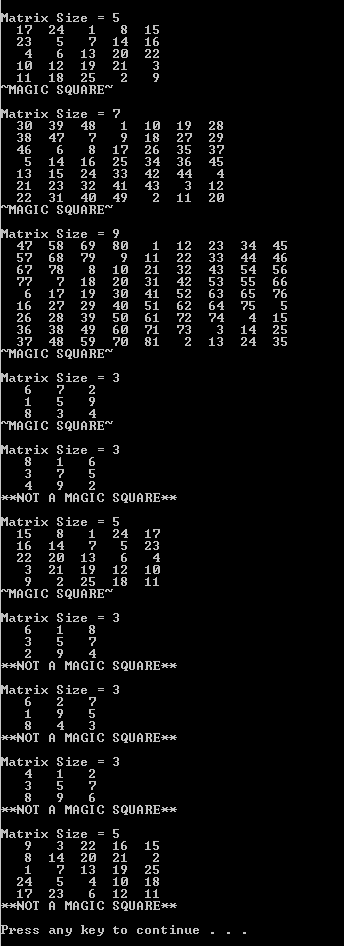 Matrix Size = 5
17 24 1 8 15
23 5 7 14 16
4 6 13 20 22
10 12 19 21 3
11 18 25 2 9
~MAGIC SQUARE~
Matrix Size = 7
30 39 48 1 10 19 28
38 47 7 9 18 27 29
46 6 8 17 26 35 37
5 14 16 25 34 36 45
13 15 24 33 42 44 4
21 23 32 41 43 3 12
22 31 40 49 2 11 20
~MAGIC SQUARE~
Matrix Size = 9
47 58 69 80 1 12 23 34 45
57 68 79 9 11 22 33 44 46
67 78 8 10 21 32 43 54 56
77 7 18 20 31 42 53 55 66
6 17 19 30 41 52 63 65 76
16 27 29 40 51 62 64 75 5
26 28 39 50 61 72 74 4 15
36 38 49 60 71 73 3 14 25
37 48 59 70 81 2 13 24 35
~MAGIC SQUARE~
Matrix Size = 3
6 7 2
1 5 9
8 3 4
~MAGIC SQUARE~
Matrix Size = 3
8 1 6
3 7 5
4 9 2
**NOT A MAGIC SQUARE**
Matrix Size = 5
15 8 1 24 17
16 14 7 5 23
22 20 13 6 4
3 21 19 12 10
9 2 25 18 11
~MAGIC SQUARE~
Matrix Size = 3
6 1 8
3 5 7
2 9 4
**NOT A MAGIC SQUARE**
Matrix Size = 3
6 2 7
1 9 5
8 4 3
**NOT A MAGIC SQUARE**
Matrix Size = 3
4 1 2
3 5 7
8 9 6
**NOT A MAGIC SQUARE**
Matrix Size = 5
9 3 22 16 15
8 14 20 21 2
1 7 13 19 25
24 5 4 10 18
17 23 6 12 11
**NOT A MAGIC SQUARE**
Press any key to continue . . .